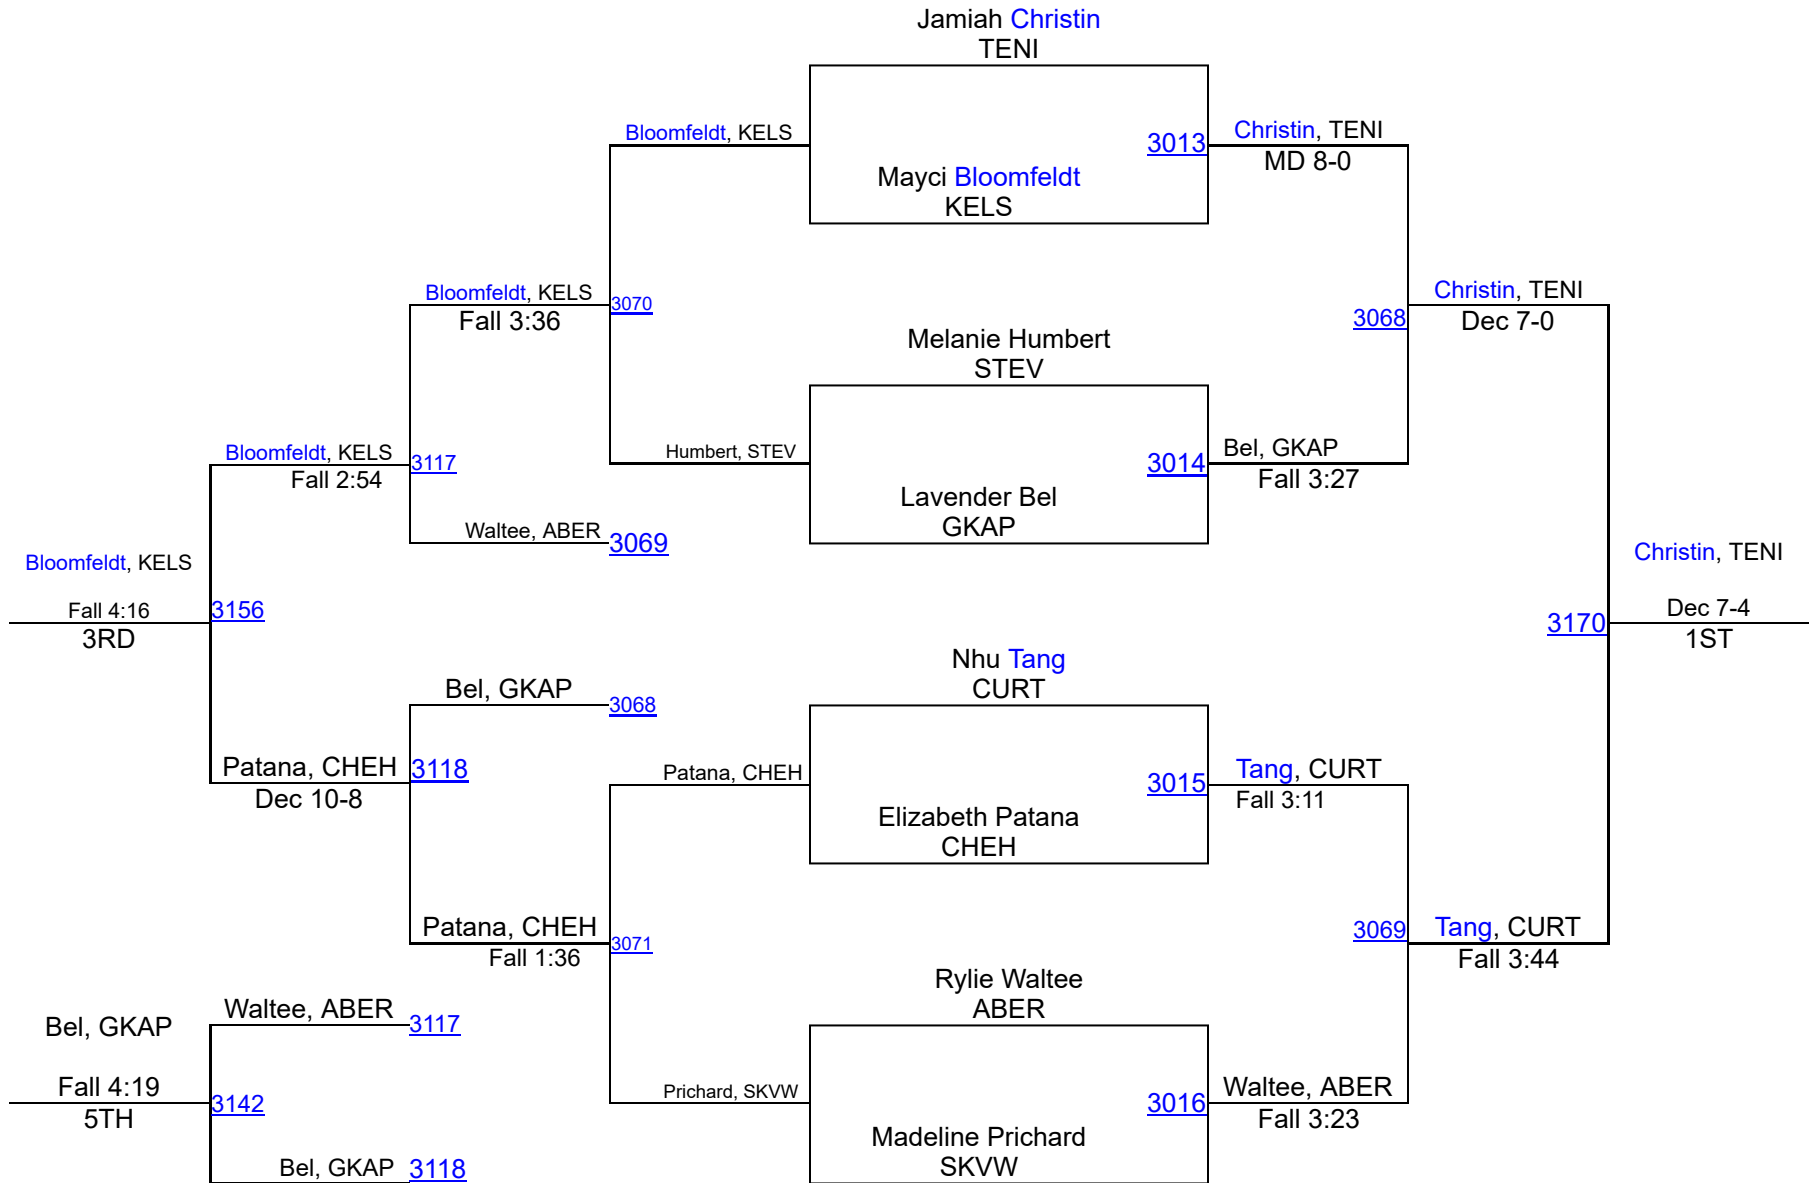 Jamiah Christin
TENI
Bloomfeldt, KELS
3013
Christin, TENI
MD 8-0
Mayci Bloomfeldt
KELS
Bloomfeldt, KELS
Fall 3:36
3070
Christin, TENI
Dec 7-0
3068
Melanie Humbert
STEV
Bloomfeldt, KELS
Fall 2:54
3117
Humbert, STEV
3014
Bel, GKAP
Fall 3:27
Lavender Bel
GKAP
Waltee, ABER
3069
Bloomfeldt, KELS
Fall 4:16
3RD
3156
Christin, TENI
Dec 7-4
1ST
3170
Nhu Tang
CURT
Bel, GKAP
3068
Patana, CHEH
Dec 10-8
3118
Patana, CHEH
3015
Tang, CURT
Fall 3:11
Elizabeth Patana
CHEH
Patana, CHEH
Fall 1:36
3071
3069
Tang, CURT
Fall 3:44
Rylie Waltee
ABER
Waltee, ABER
3117
Bel, GKAP
Fall 4:19
5TH
3142
Prichard, SKVW
3016
Waltee, ABER
Fall 3:23
Madeline Prichard
SKVW
Bel, GKAP
3118